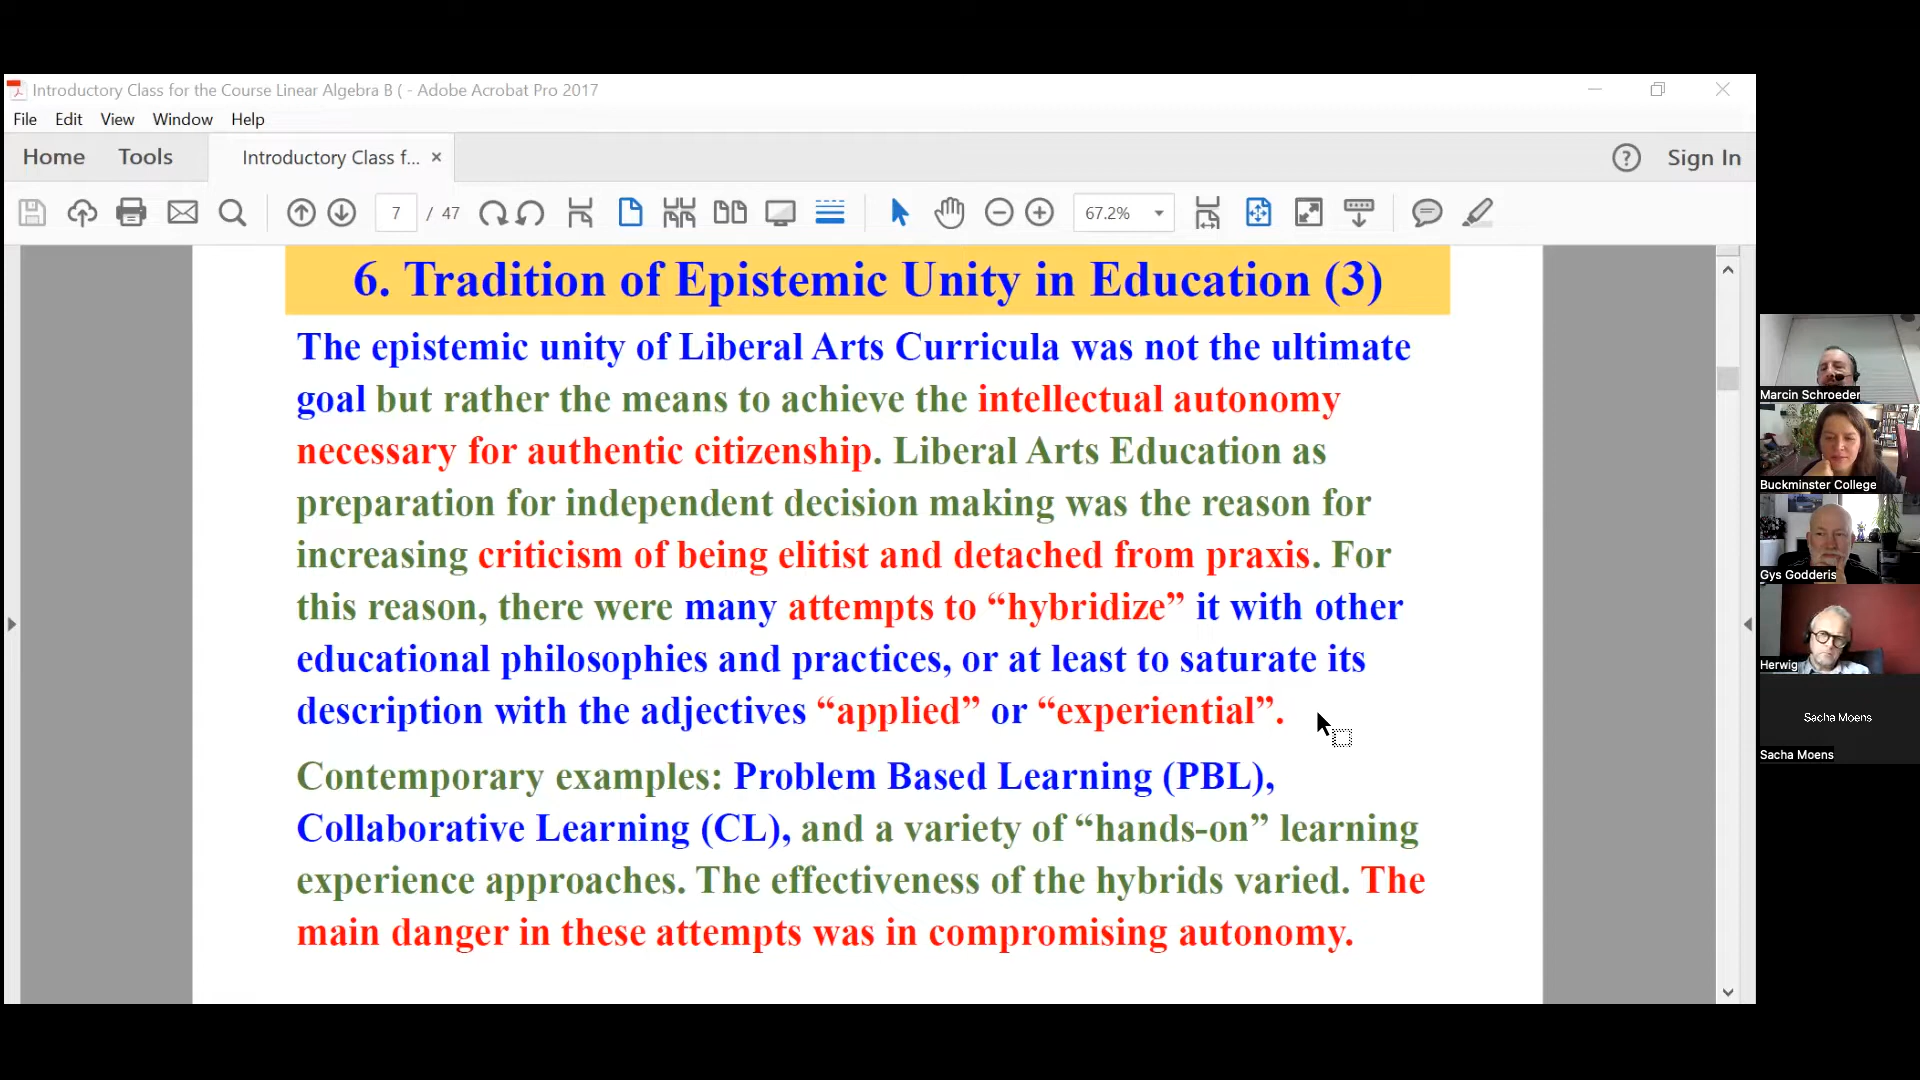 Introductory Class for the Course Linear Algebra B ( - Adobe Acrobat Pro 2017
File Edit View Window Help
Home Tools Introductory Class f... × Sign In
7 / 47 67.2%
6. Tradition of Epistemic Unity in Education (3)
The epistemic unity of Liberal Arts Curricula was not the ultimate
goal but rather the means to achieve the intellectual autonomy
necessary for authentic citizenship. Liberal Arts Education as
preparation for independent decision making was the reason for
increasing criticism of being elitist and detached from praxis. For
this reason, there were many attempts to “hybridize” it with other
educational philosophies and practices, or at least to saturate its
description with the adjectives “applied” or “experiential”.
Contemporary examples: Problem Based Learning (PBL),
Collaborative Learning (CL), and a variety of “hands-on” learning
experience approaches. The effectiveness of the hybrids varied. The
main danger in these attempts was in compromising autonomy.
Marcin Schroeder
Buckminster College
Gys Godderis
Herwig
Sacha Moens
Sacha Moens